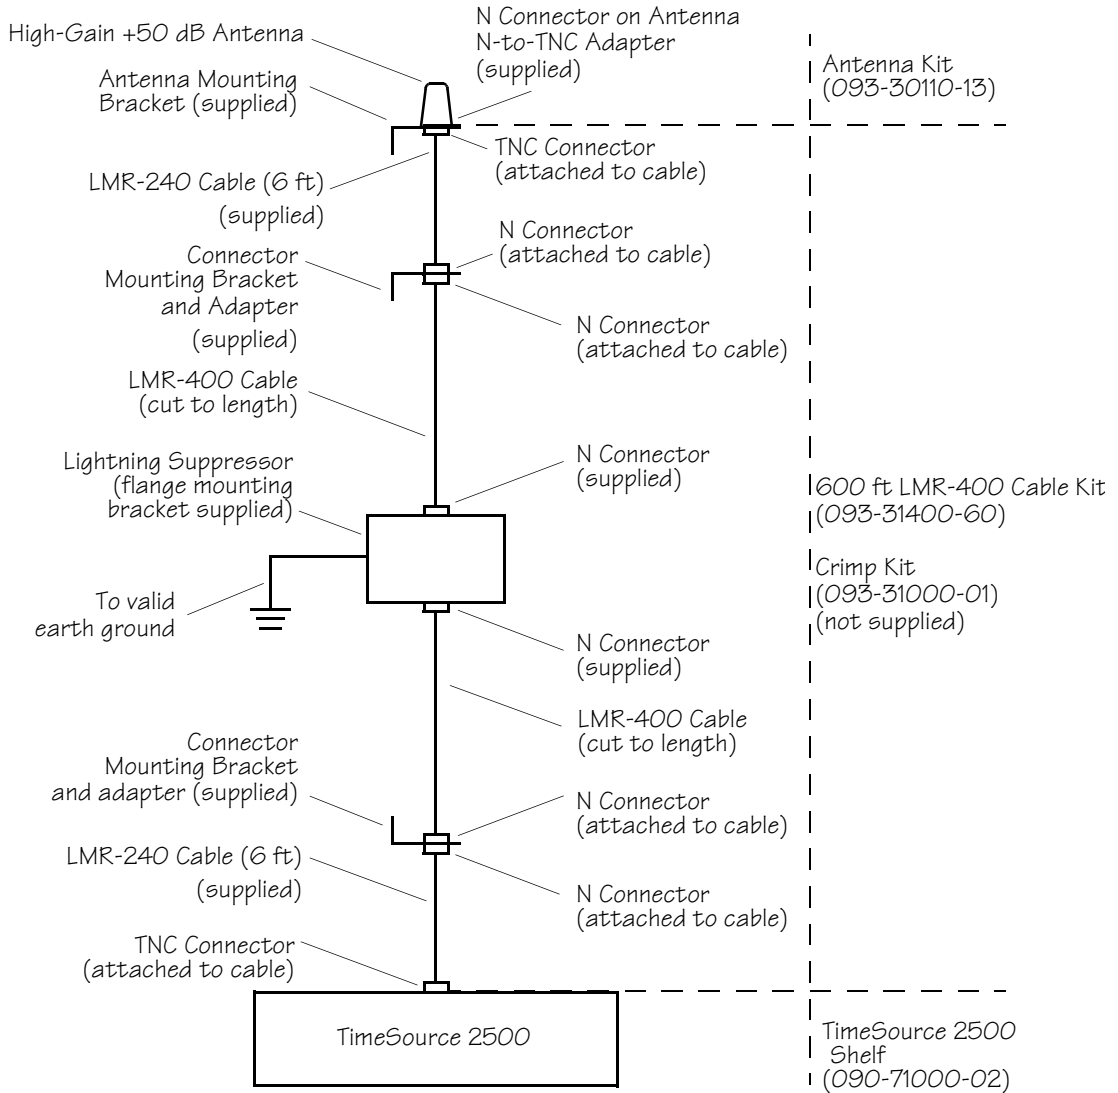 High-Gain +50 dB Antenna
N Connector on Antenna
N-to-TNC Adapter
(supplied)
Antenna Kit
(093-30110-13)
Antenna Mounting
Bracket (supplied)
TNC Connector
(attached to cable)
LMR-240 Cable (6 ft)
(supplied)
N Connector
(attached to cable)
Connector
Mounting Bracket
and Adapter
(supplied)
N Connector
(attached to cable)
LMR-400 Cable
(cut to length)
Lightning Suppressor
(flange mounting
bracket supplied)
N Connector
(supplied)
600 ft LMR-400 Cable Kit
(093-31400-60)
Crimp Kit
(093-31000-01)
(not supplied)
To valid
earth ground
N Connector
(supplied)
LMR-400 Cable
(cut to length)
Connector
Mounting Bracket
and adapter (supplied)
N Connector
(attached to cable)
LMR-240 Cable (6 ft)
(supplied)
N Connector
(attached to cable)
TNC Connector
(attached to cable)
TimeSource 2500
TimeSource 2500
Shelf
(090-71000-02)